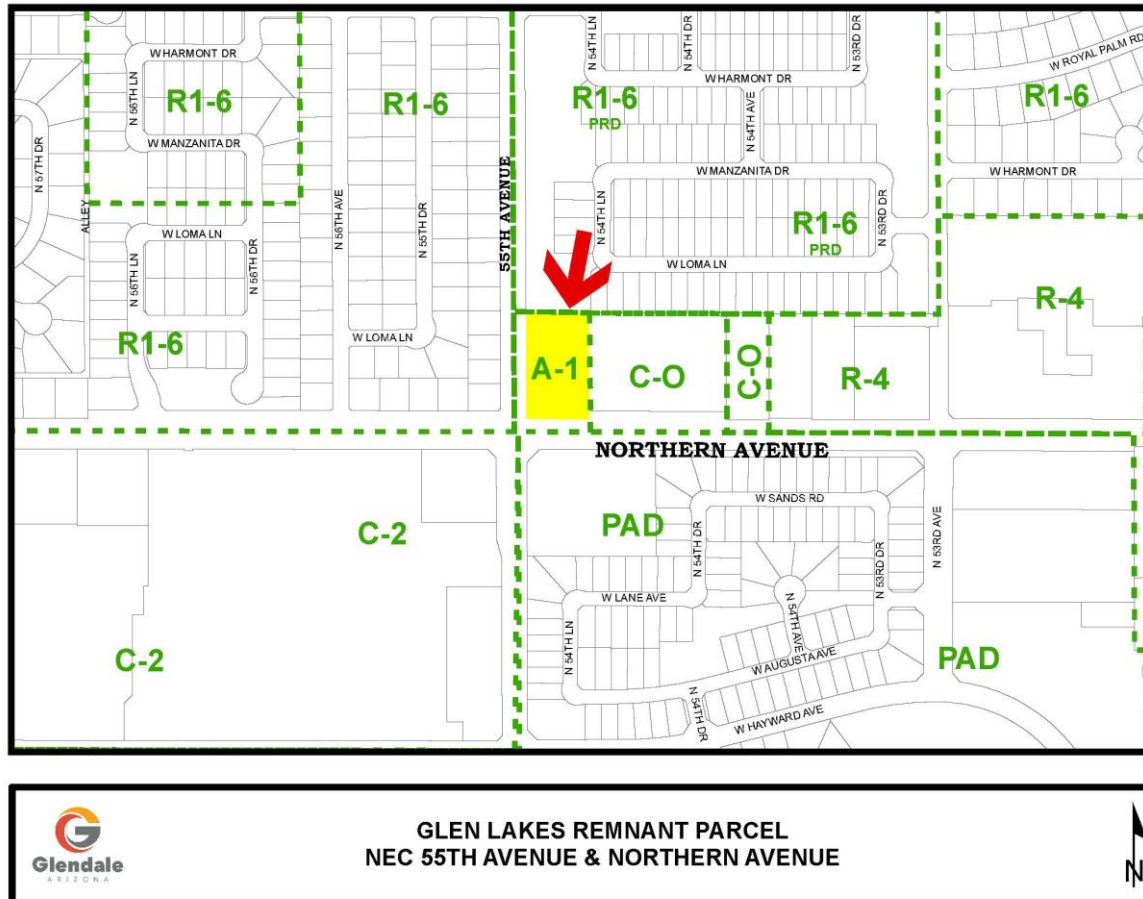 W HARMONT DR
N 56TH LN
R1-6
W MANZANITA DR
N 57TH DR
ALLEY
W LOMA LN
N 56TH LN
N 56TH DR
R1-6
R1-6
N 56TH AVE
N 55TH DR
W LOMA LN
55TH AVENUE
N 54TH LN
N 54TH DR
N 53RD DR
W HARMONT DR
R1-6
PRD
N 54TH AVE
W MANZANITA DR
N 54TH LN
R1-6
PRD
N 53RD DR
W LOMA LN
W ROYAL PALM RD
R1-6
W HARMONT DR
R-4
A-1
C-O
C-O
R-4
NORTHERN AVENUE
C-2
C-2
PAD
W SANDS RD
N 54TH DR
N 53RD DR
N 53RD AVE
W LANE AVE
N 54TH LN
N 54TH AVE
W AUGUSTA AVE
N 54TH DR
W HAYWARD AVE
PAD
Glendale
ARIZONA
GLEN LAKES REMNANT PARCEL
NEC 55TH AVENUE & NORTHERN AVENUE
N